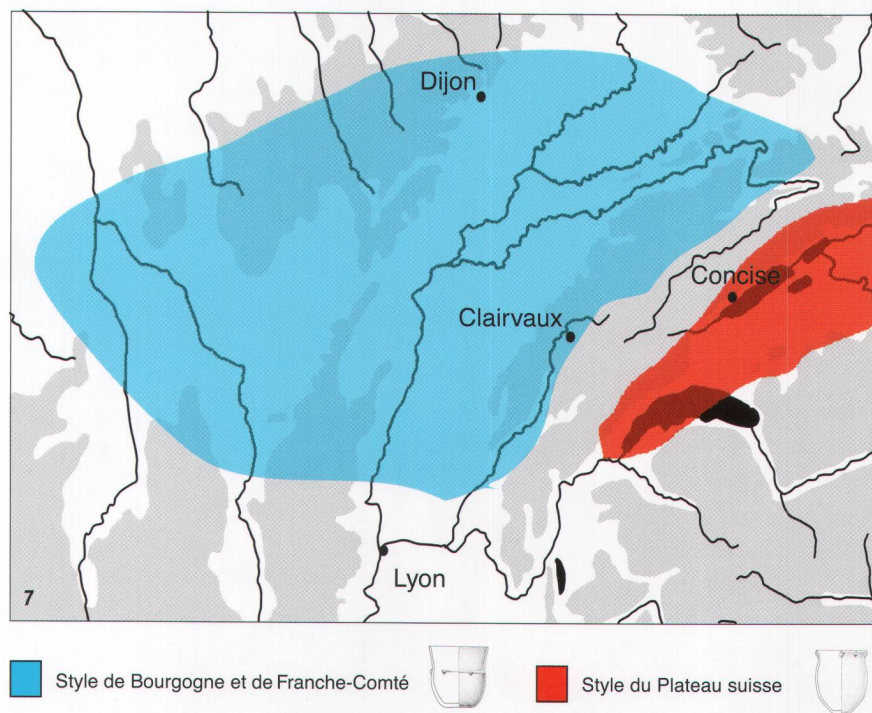 Dijon
Concise
Clairvaux
Lyon
7
Style de Bourgogne et de Franche-Comté
Style du Plateau suisse